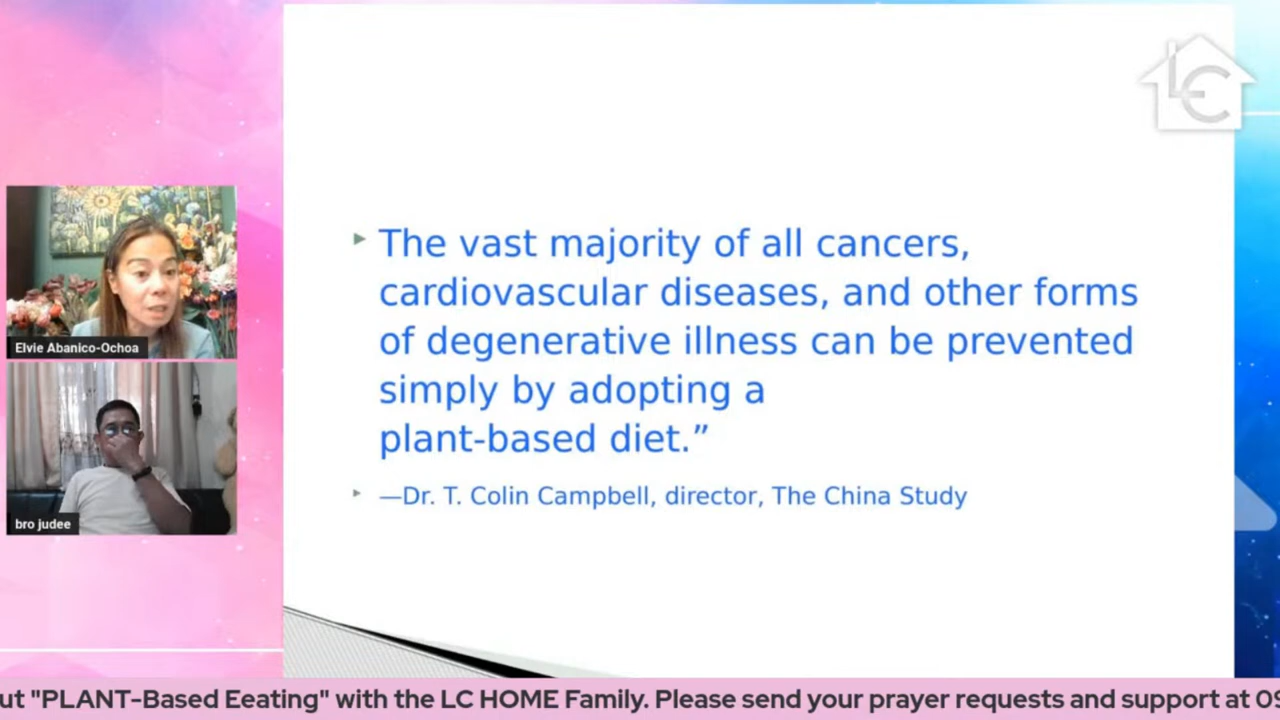 LC
The vast majority of all cancers,
cardiovascular diseases, and other forms
of degenerative illness can be prevented
simply by adopting a
plant-based diet.”
—Dr. T. Colin Campbell, director, The China Study
Elvie Abanico-Ochoa
bro judee
ut "PLANT-Based Eeating" with the LC HOME Family. Please send your prayer requests and support at 09